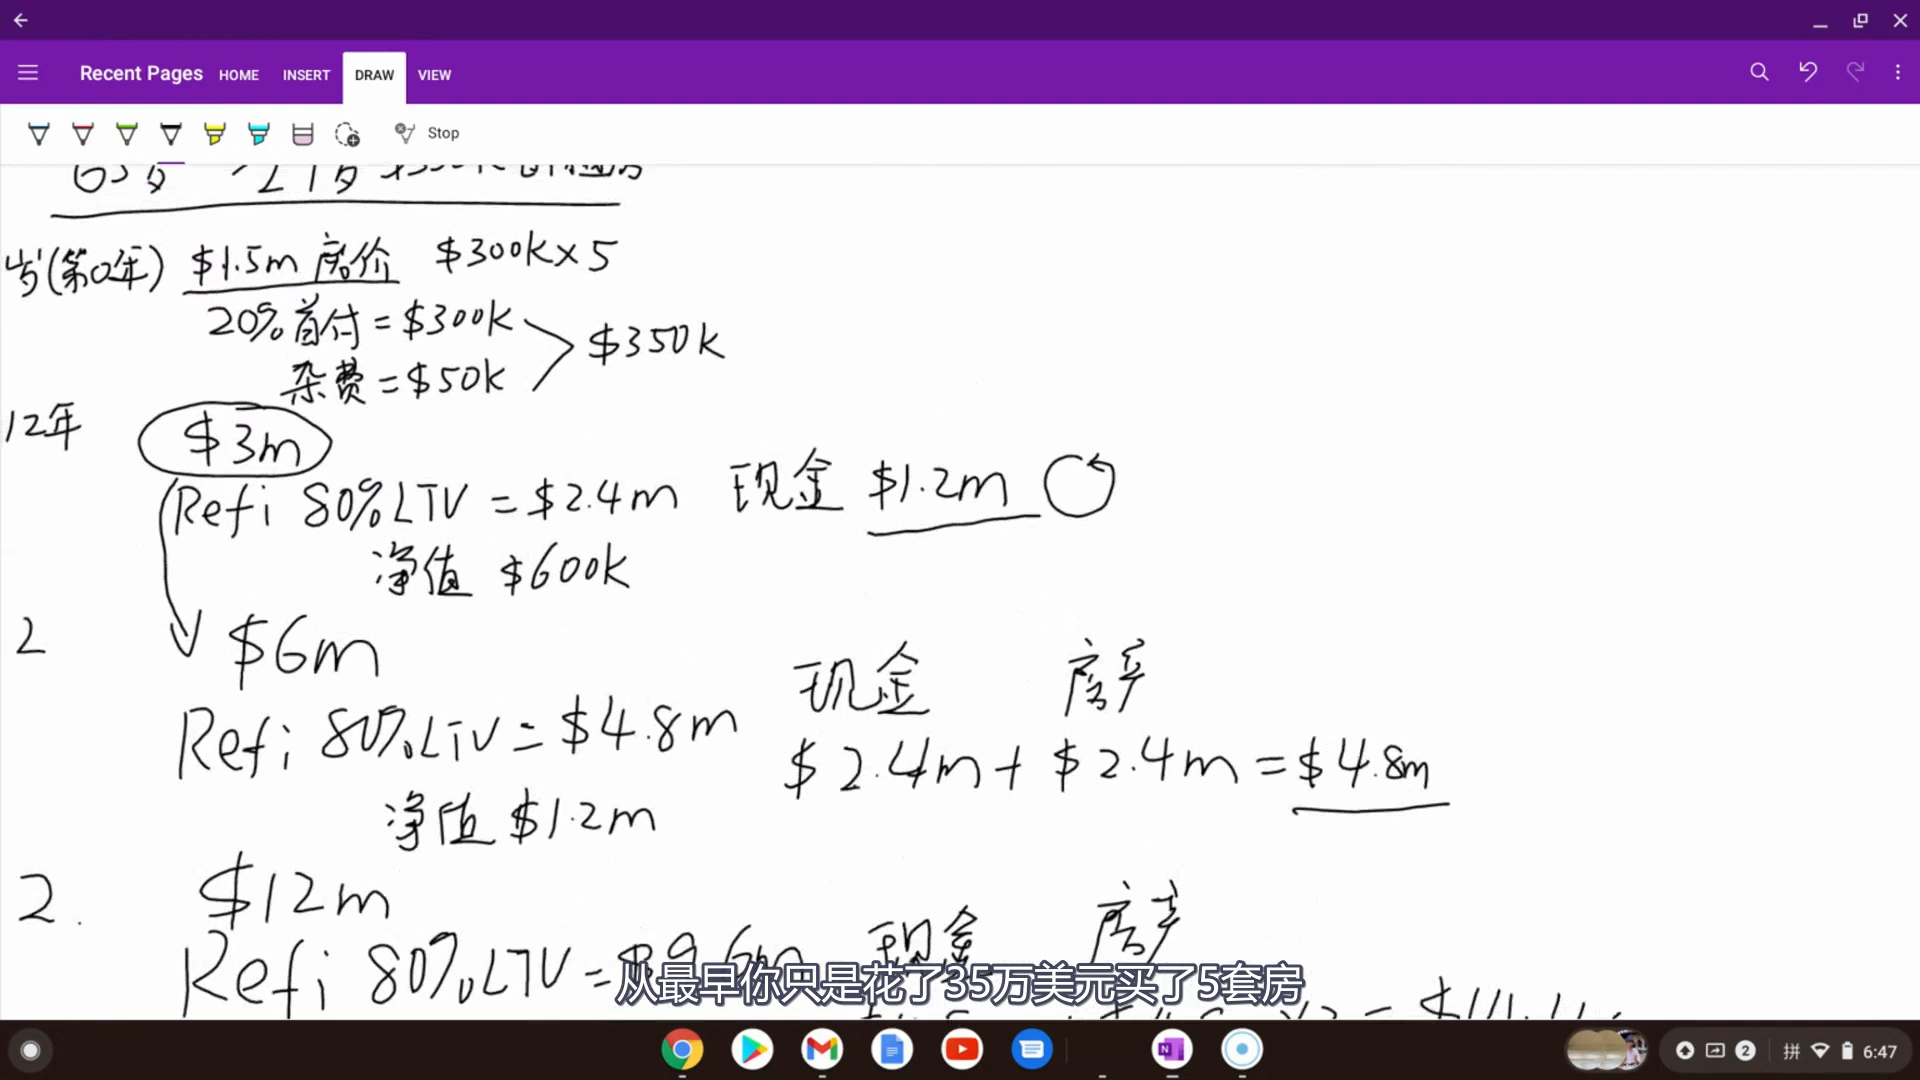 Recent Pages HOME INSERT DRAW VIEW
Stop
岁(第0年) $1.5m 房价 $300k×5
20%首付=$300k
$350k
杂费=$50k
12年 $3m
Refi 80%LTV = $2.4m 现金 $1.2m
净值 $600k
2 $6m
现金 房产
Refi 80%LTV = $4.8m
$2.4m + $2.4m = $4.8m
净值 $1.2m
2. $12m
现金 房产
Refi 80%LTV =
从最早你只是花了35万美元买了5套房
2 拼 6:47